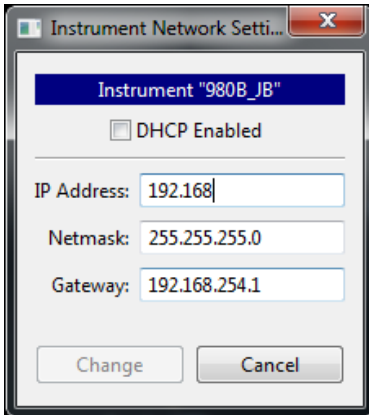 Instrument Network Setti...
Instrument "980B_JB"
DHCP Enabled
IP Address: 192.168
Netmask: 255.255.255.0
Gateway: 192.168.254.1
Change Cancel